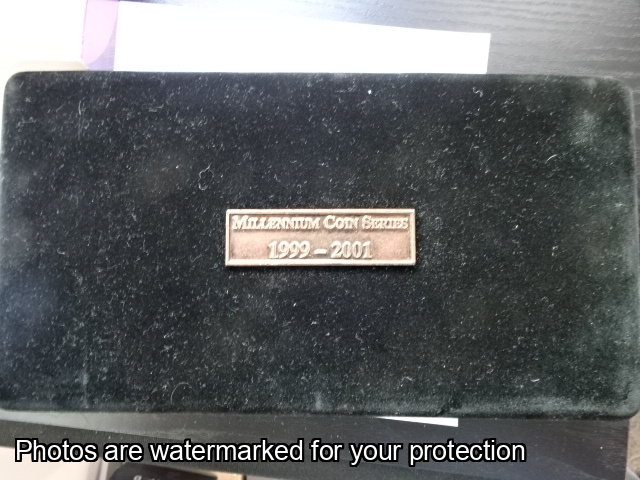 MILLENNIUM COIN SERIES
1999 – 2001
Photos are watermarked for your protection